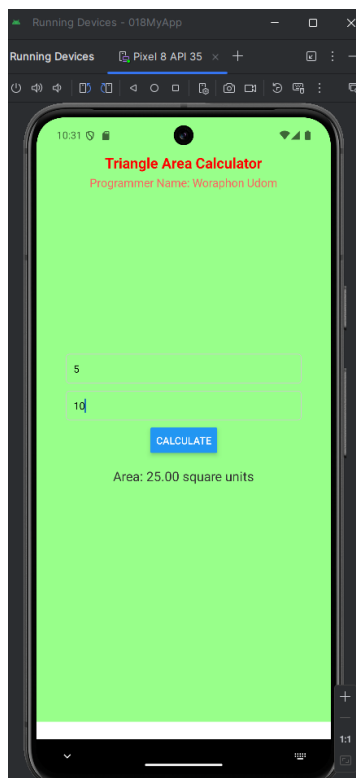 Running Devices - 018MyApp
Running Devices Pixel 8 API 35
10:31
Triangle Area Calculator
Programmer Name: Woraphon Udom
5
10
CALCULATE
Area: 25.00 square units
1:1